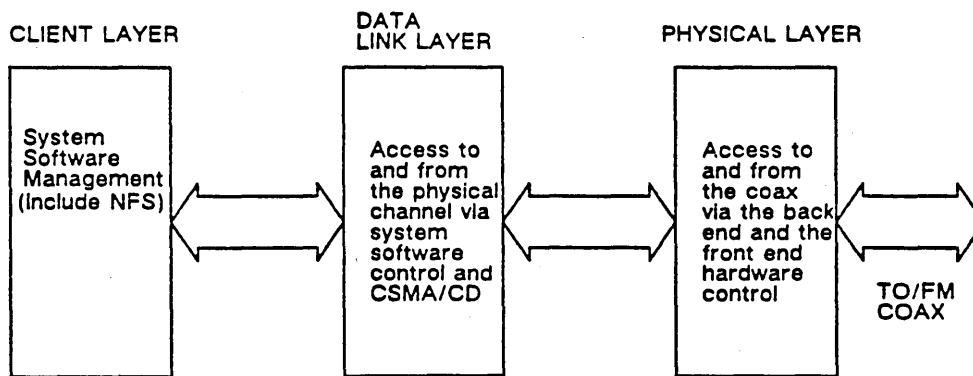 CLIENT LAYER
DATA
LINK LAYER
PHYSICAL LAYER
System
Software
Management
(Include NFS)
Access to
and from
the physical
channel via
system
software
control and
CSMA/CD
Access to
and from
the coax
via the back
end and the
front end
hardware
control
TO/FM
COAX